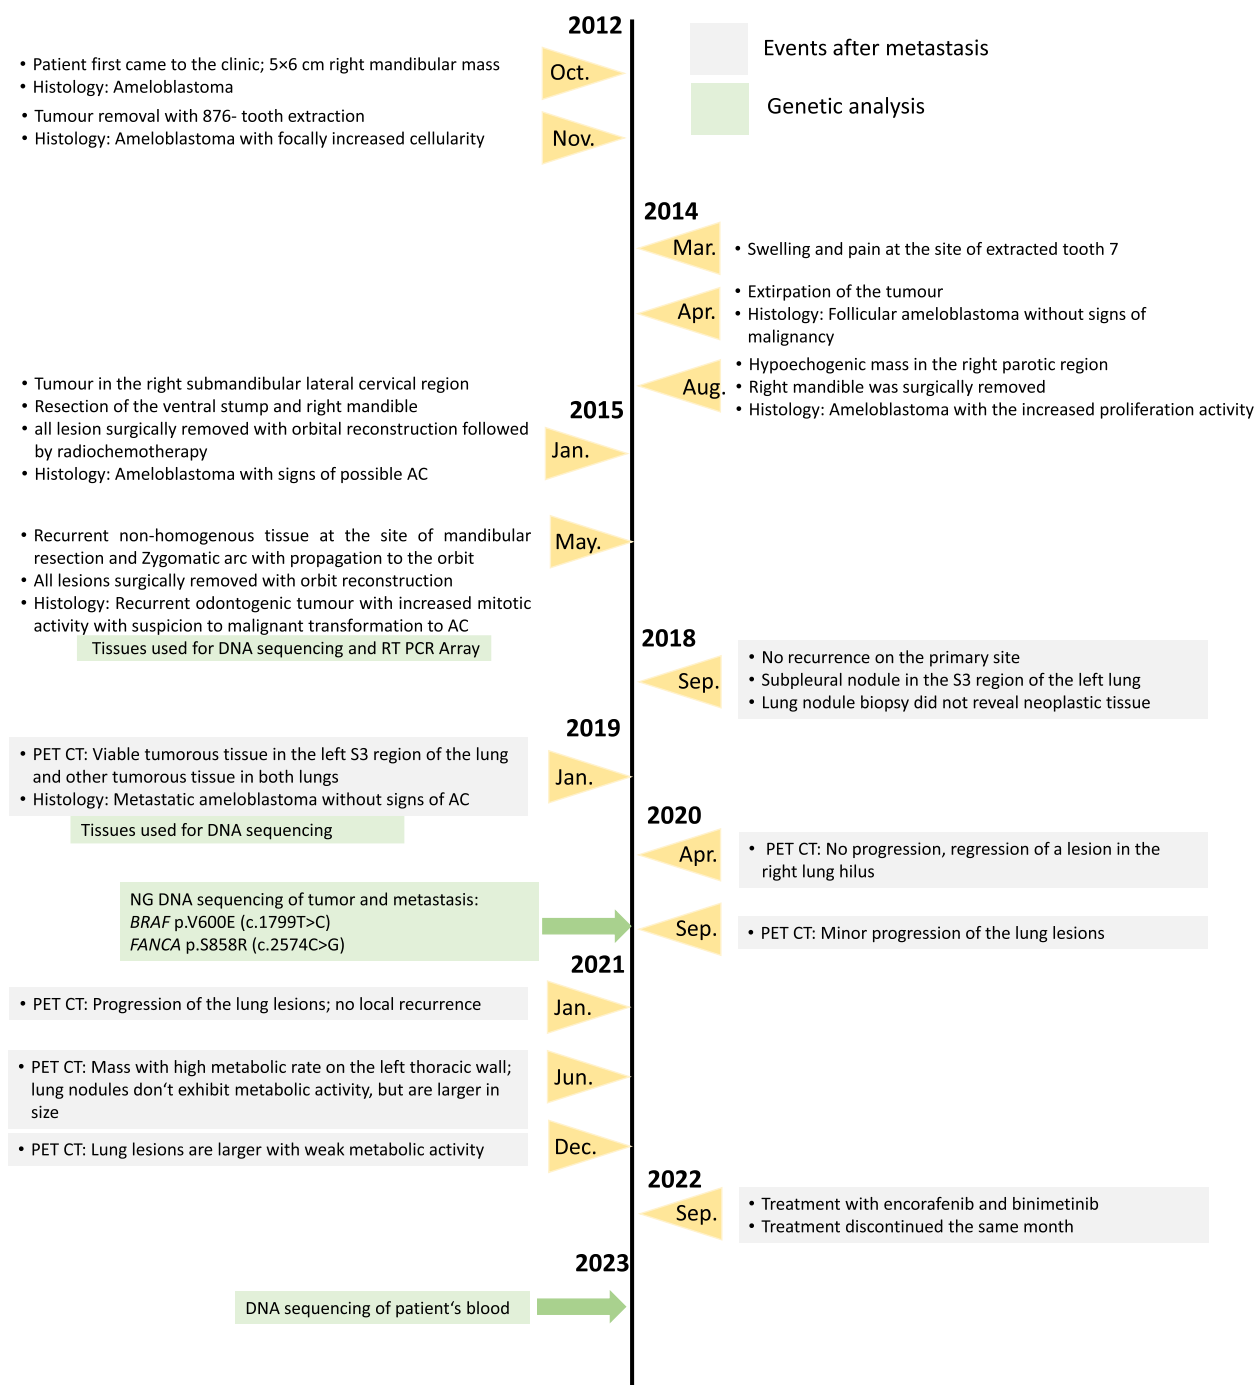 2012
Events after metastasis
Genetic analysis
Oct.
• Patient first came to the clinic; 5×6 cm right mandibular mass
• Histology: Ameloblastoma
Nov.
• Tumour removal with 876- tooth extraction
• Histology: Ameloblastoma with focally increased cellularity
2014
Mar.
• Swelling and pain at the site of extracted tooth 7
Apr.
• Extirpation of the tumour
• Histology: Follicular ameloblastoma without signs of
malignancy
Aug.
• Hypoechogenic mass in the right parotic region
• Right mandible was surgically removed
• Histology: Ameloblastoma with the increased proliferation activity
2015
Jan.
• Tumour in the right submandibular lateral cervical region
• Resection of the ventral stump and right mandible
• all lesion surgically removed with orbital reconstruction followed
by radiochemotherapy
• Histology: Ameloblastoma with signs of possible AC
May.
• Recurrent non-homogenous tissue at the site of mandibular
resection and Zygomatic arc with propagation to the orbit
• All lesions surgically removed with orbit reconstruction
• Histology: Recurrent odontogenic tumour with increased mitotic
activity with suspicion to malignant transformation to AC
Tissues used for DNA sequencing and RT PCR Array
2018
Sep.
• No recurrence on the primary site
• Subpleural nodule in the S3 region of the left lung
• Lung nodule biopsy did not reveal neoplastic tissue
2019
Jan.
• PET CT: Viable tumorous tissue in the left S3 region of the lung
and other tumorous tissue in both lungs
• Histology: Metastatic ameloblastoma without signs of AC
Tissues used for DNA sequencing
2020
Apr.
• PET CT: No progression, regression of a lesion in the
right lung hilus
NG DNA sequencing of tumor and metastasis:
BRAF p.V600E (c.1799T>C)
FANCA p.S858R (c.2574C>G)
Sep.
• PET CT: Minor progression of the lung lesions
2021
Jan.
• PET CT: Progression of the lung lesions; no local recurrence
Jun.
• PET CT: Mass with high metabolic rate on the left thoracic wall;
lung nodules don‘t exhibit metabolic activity, but are larger in
size
Dec.
• PET CT: Lung lesions are larger with weak metabolic activity
2022
Sep.
• Treatment with encorafenib and binimetinib
• Treatment discontinued the same month
2023
DNA sequencing of patient‘s blood